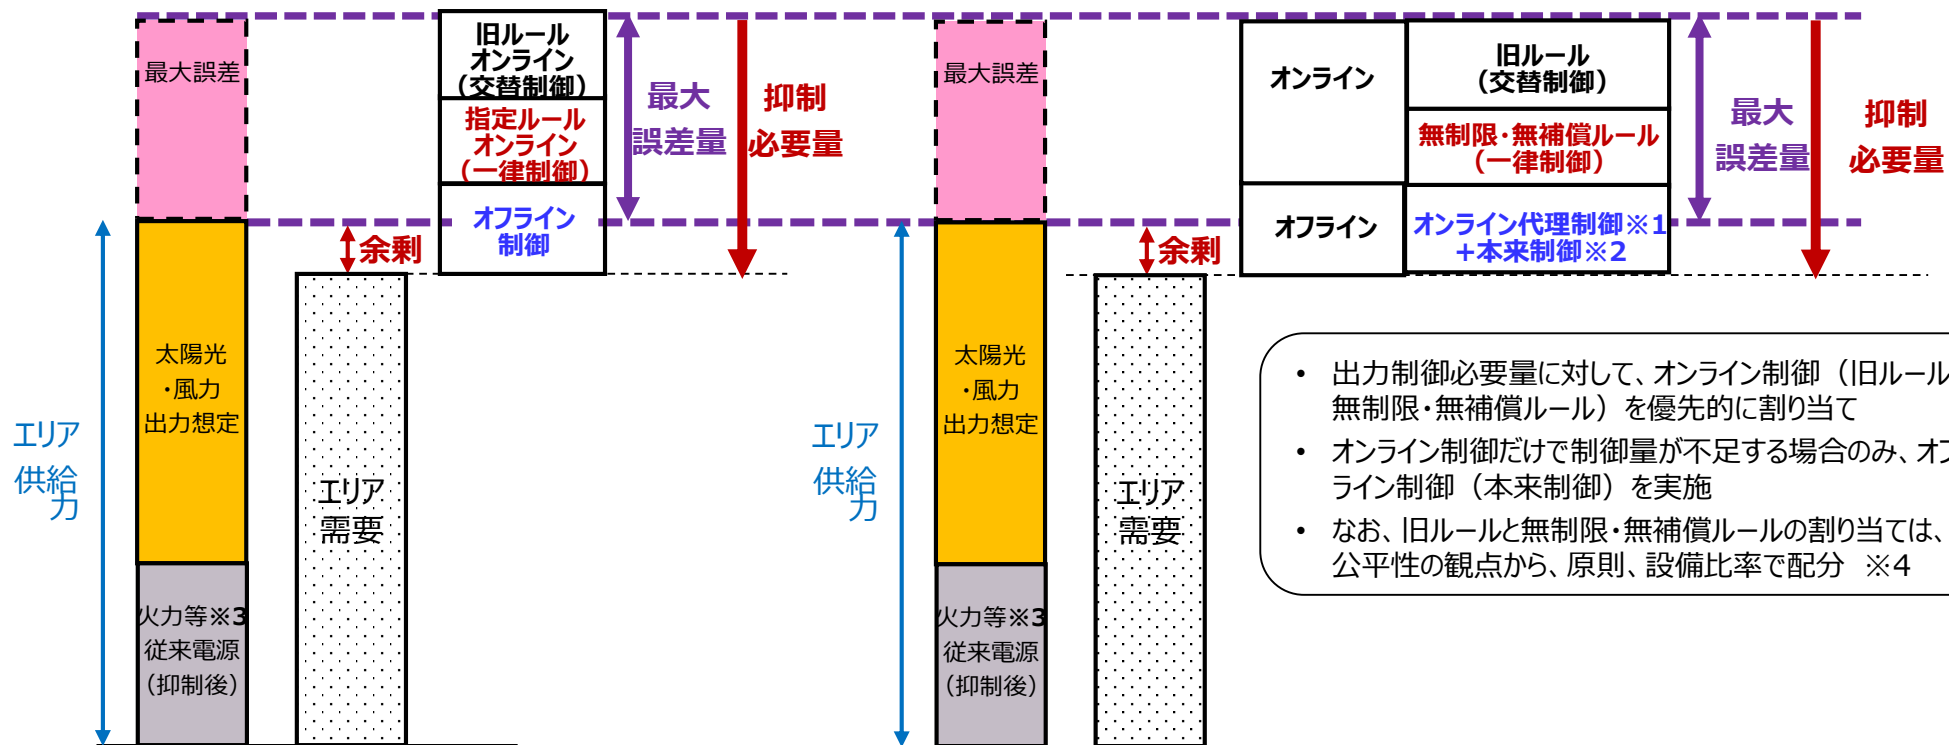 最大誤差
旧ルール
オンライン
（交替制御）
指定ルール
オンライン
（一律制御）
オフライン
制御
最大
誤差量
抑制
必要量
余剰
太陽光
・風力
出力想定
エリア
供給
力
エリア
需要
火力等※3
従来電源
（抑制後）
最大誤差
オンライン
旧ルール
（交替制御）
無制限・無補償ルール
（一律制御）
オフライン
オンライン代理制御※1
＋本来制御※2
最大
誤差量
抑制
必要量
余剰
太陽光
・風力
出力想定
エリア
供給
力
エリア
需要
火力等※3
従来電源
（抑制後）
• 出力制御必要量に対して、オンライン制御（旧ルール
無制限・無補償ルール）を優先的に割り当て
• オンライン制御だけで制御量が不足する場合のみ、オフ
ライン制御（本来制御）を実施
• なお、旧ルールと無制限・無補償ルールの割り当ては、
公平性の観点から、原則、設備比率で配分 ※4